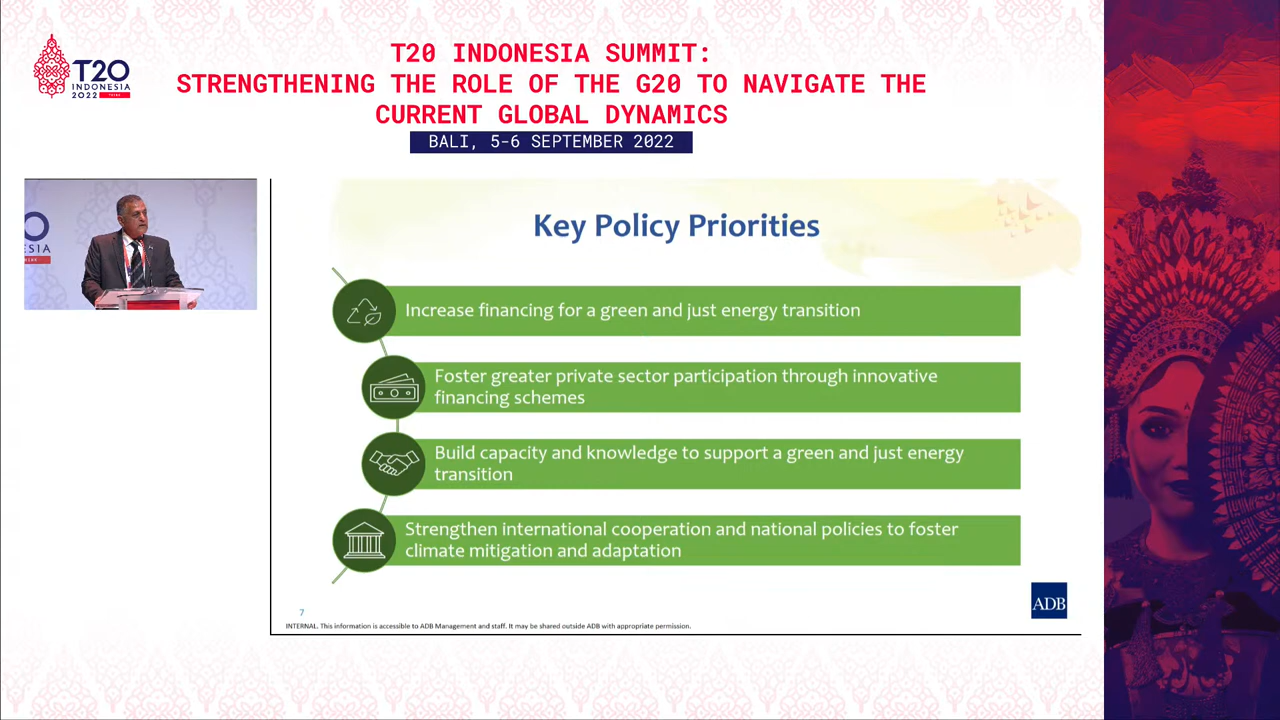 T20
INDONESIA
2022
T20 INDONESIA SUMMIT:
STRENGTHENING THE ROLE OF THE G20 TO NAVIGATE THE
CURRENT GLOBAL DYNAMICS
BALI, 5-6 SEPTEMBER 2022
Key Policy Priorities
Increase financing for a green and just energy transition
Foster greater private sector participation through innovative
financing schemes
Build capacity and knowledge to support a green and just energy
transition
Strengthen international cooperation and national policies to foster
climate mitigation and adaptation
7
ADB
INTERNAL. This information is accessible to ADB Management and staff. It may be shared outside ADB with appropriate permission.